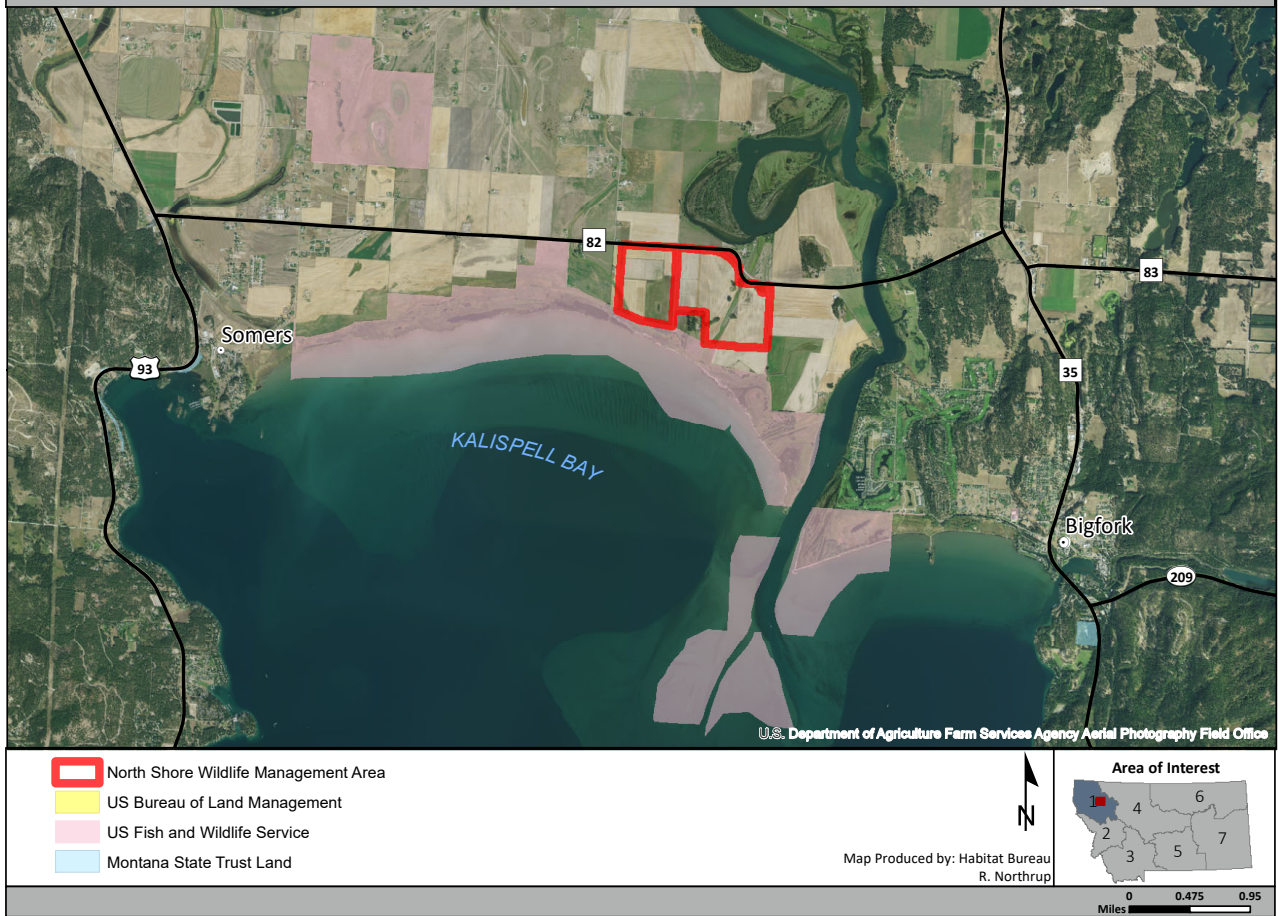 82
83
Somers
93
35
KALISPELL BAY
Bigfork
209
U.S. Department of Agriculture Farm Services Agency Aerial Photography Field Office
North Shore Wildlife Management Area
US Bureau of Land Management
US Fish and Wildlife Service
Montana State Trust Land
N
Map Produced by: Habitat Bureau
R. Northrup
Area of Interest
1
4
6
2
3
5
7
0 0.475 0.95
Miles